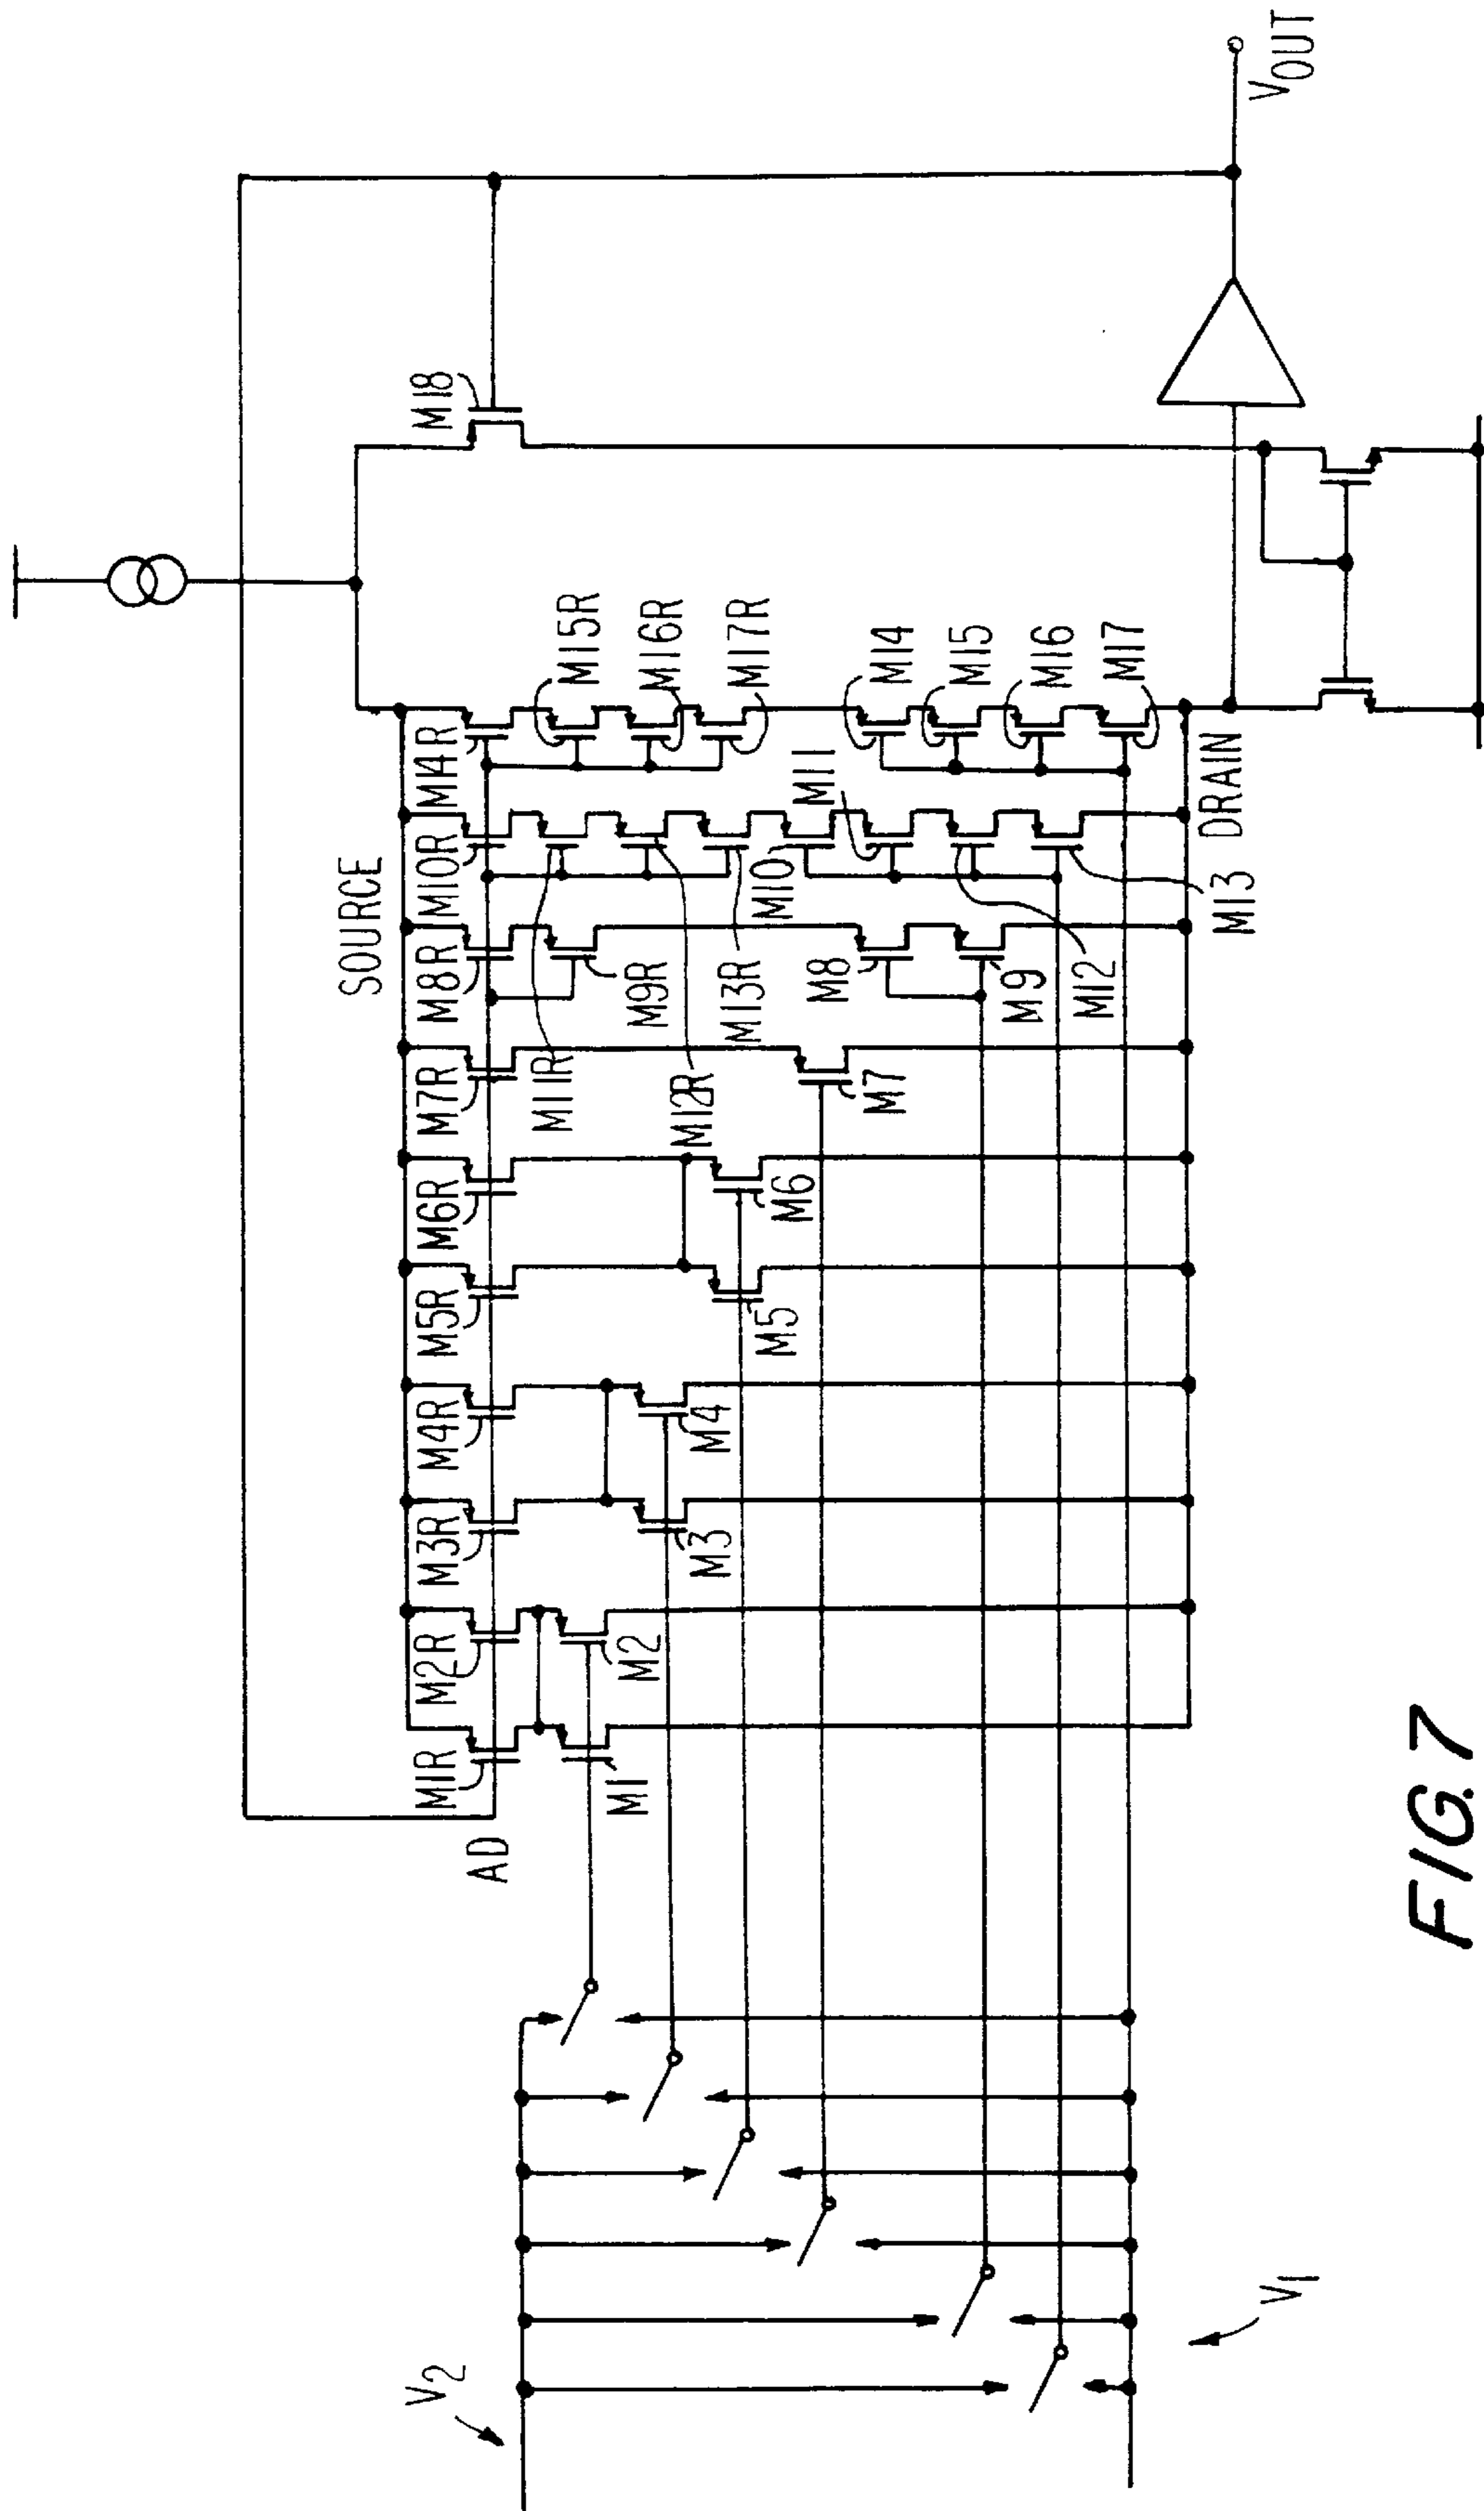 V2
V1
AD
SOURCE
DRAIN
VOUT
M1R
M2R
M3R
M4R
M5R
M6R
M7R
M8R
M10R
M14R
M18
M1
M2
M3
M4
M5
M6
M7
M11R
M12R
M9R
M13R
M8
M9
M12
M13
M10
M11
M15R
M16R
M17R
M14
M15
M16
M17
FIG. 7